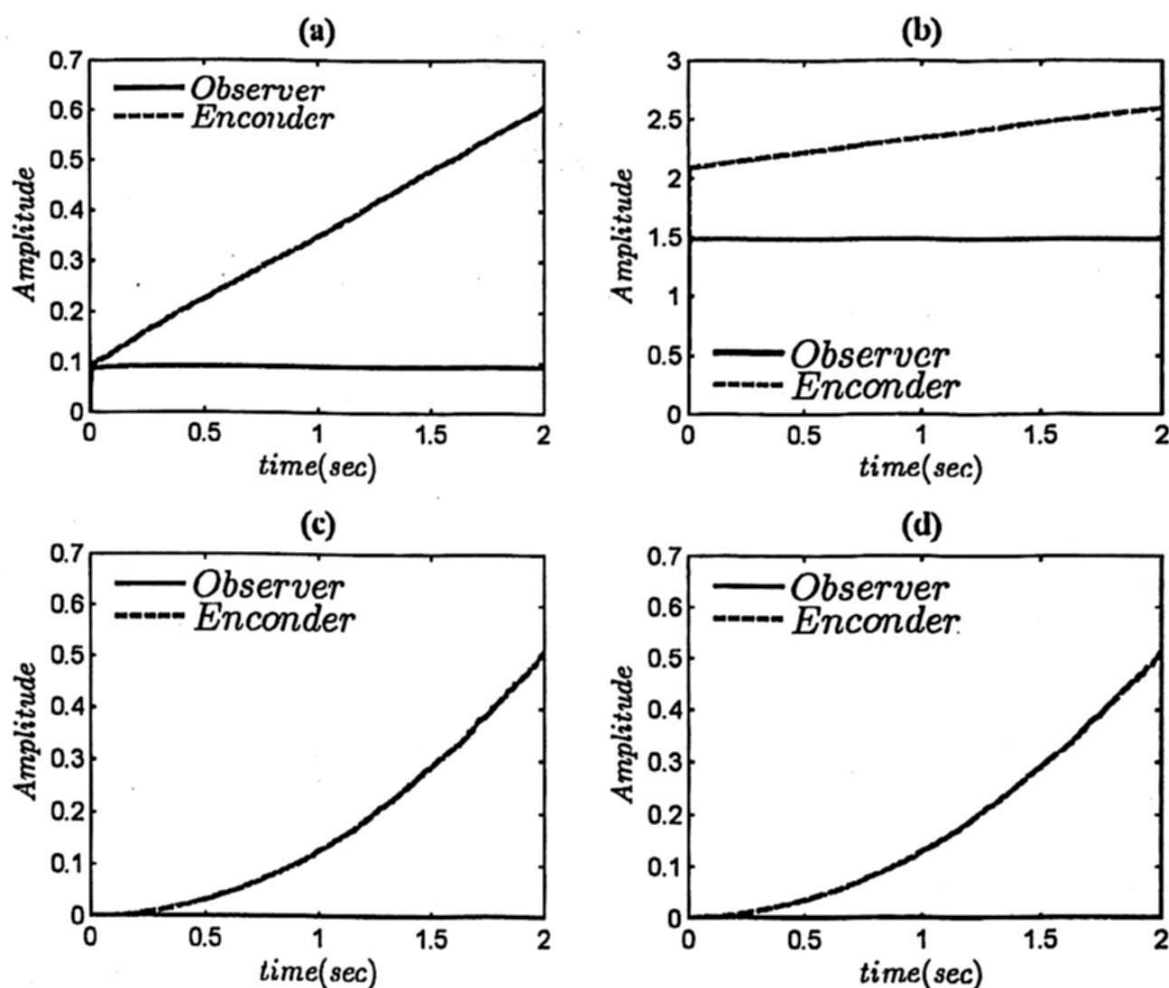 (a)
0.7
0.6
0.5
0.4
0.3
0.2
0.1
0
Amplitude
Observer
Enconder
0 0.5 1 1.5 2
time(sec)
(b)
3
2.5
2
1.5
1
0.5
0
Amplitude
Observer
Enconder
0 0.5 1 1.5 2
time(sec)
(c)
0.7
0.6
0.5
0.4
0.3
0.2
0.1
0
Amplitude
Observer
Enconder
0 0.5 1 1.5 2
time(sec)
(d)
0.7
0.6
0.5
0.4
0.3
0.2
0.1
0
Amplitude
Observer
Enconder
0 0.5 1 1.5 2
time(sec)